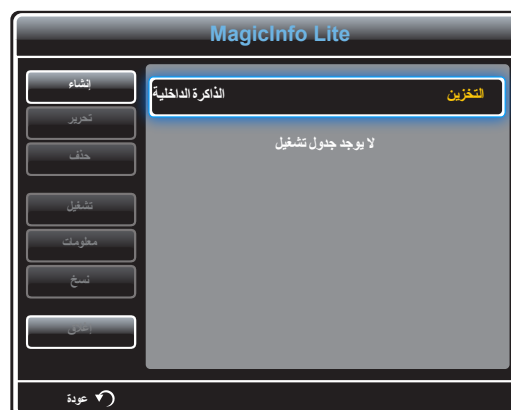 MagicInfo Lite
التخزين الذاكرة الداخلية
لا يوجد جدول تشغيل
إنشاء
تحرير
حذف
تشغيل
معلومات
نسخ
إغلاق
عودة